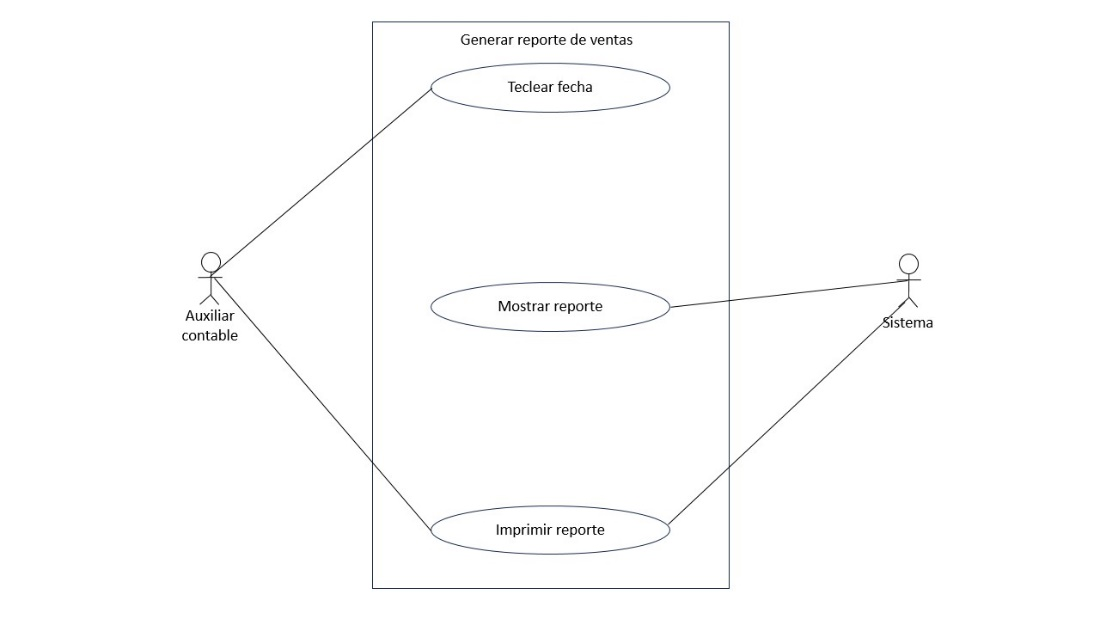 Generar reporte de ventas
Teclear fecha
Auxiliar
contable
Mostrar reporte
Sistema
Imprimir reporte